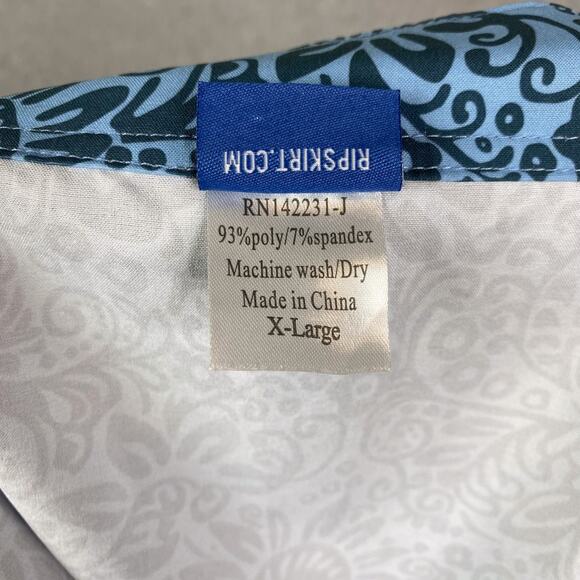 RIPSKIRT.COM
RN142231-J
93%poly/7%spandex
Machine wash/Dry
Made in China
X-Large